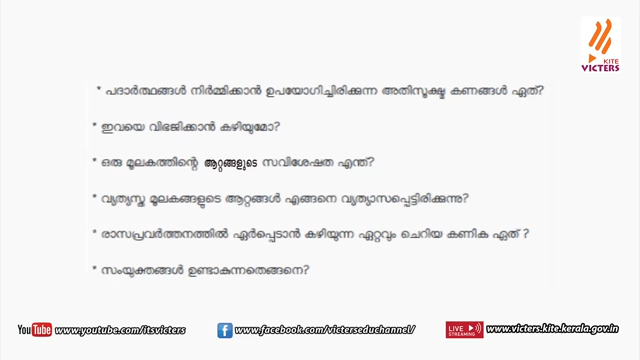 KITE
VICTERS
* പദാർത്ഥങ്ങൾ നിർമ്മിക്കാൻ ഉപയോഗിച്ചിരിക്കുന്ന അതിസൂക്ഷ്മ കണങ്ങൾ ഏത്?
* ഇവയെ വിഭജിക്കാൻ കഴിയുമോ?
* ഒരു മൂലകത്തിന്റെ ആറ്റങ്ങളുടെ സവിശേഷത എന്ത്?
* വ്യത്യസ്ത മൂലകങ്ങളുടെ ആറ്റങ്ങൾ എങ്ങനെ വ്യത്യാസപ്പെട്ടിരിക്കുന്നു?
* രാസപ്രവർത്തനത്തിൽ ഏർപ്പെടാൻ കഴിയുന്ന ഏറ്റവും ചെറിയ കണിക ഏത് ?
* സംയുക്തങ്ങൾ ഉണ്ടാകുന്നതെങ്ങനെ?
YouTube www.youtube.com/itsvicters
f www.facebook.com/victerseduchannel/
LIVE STREAMING www.victers.kite.kerala.gov.in